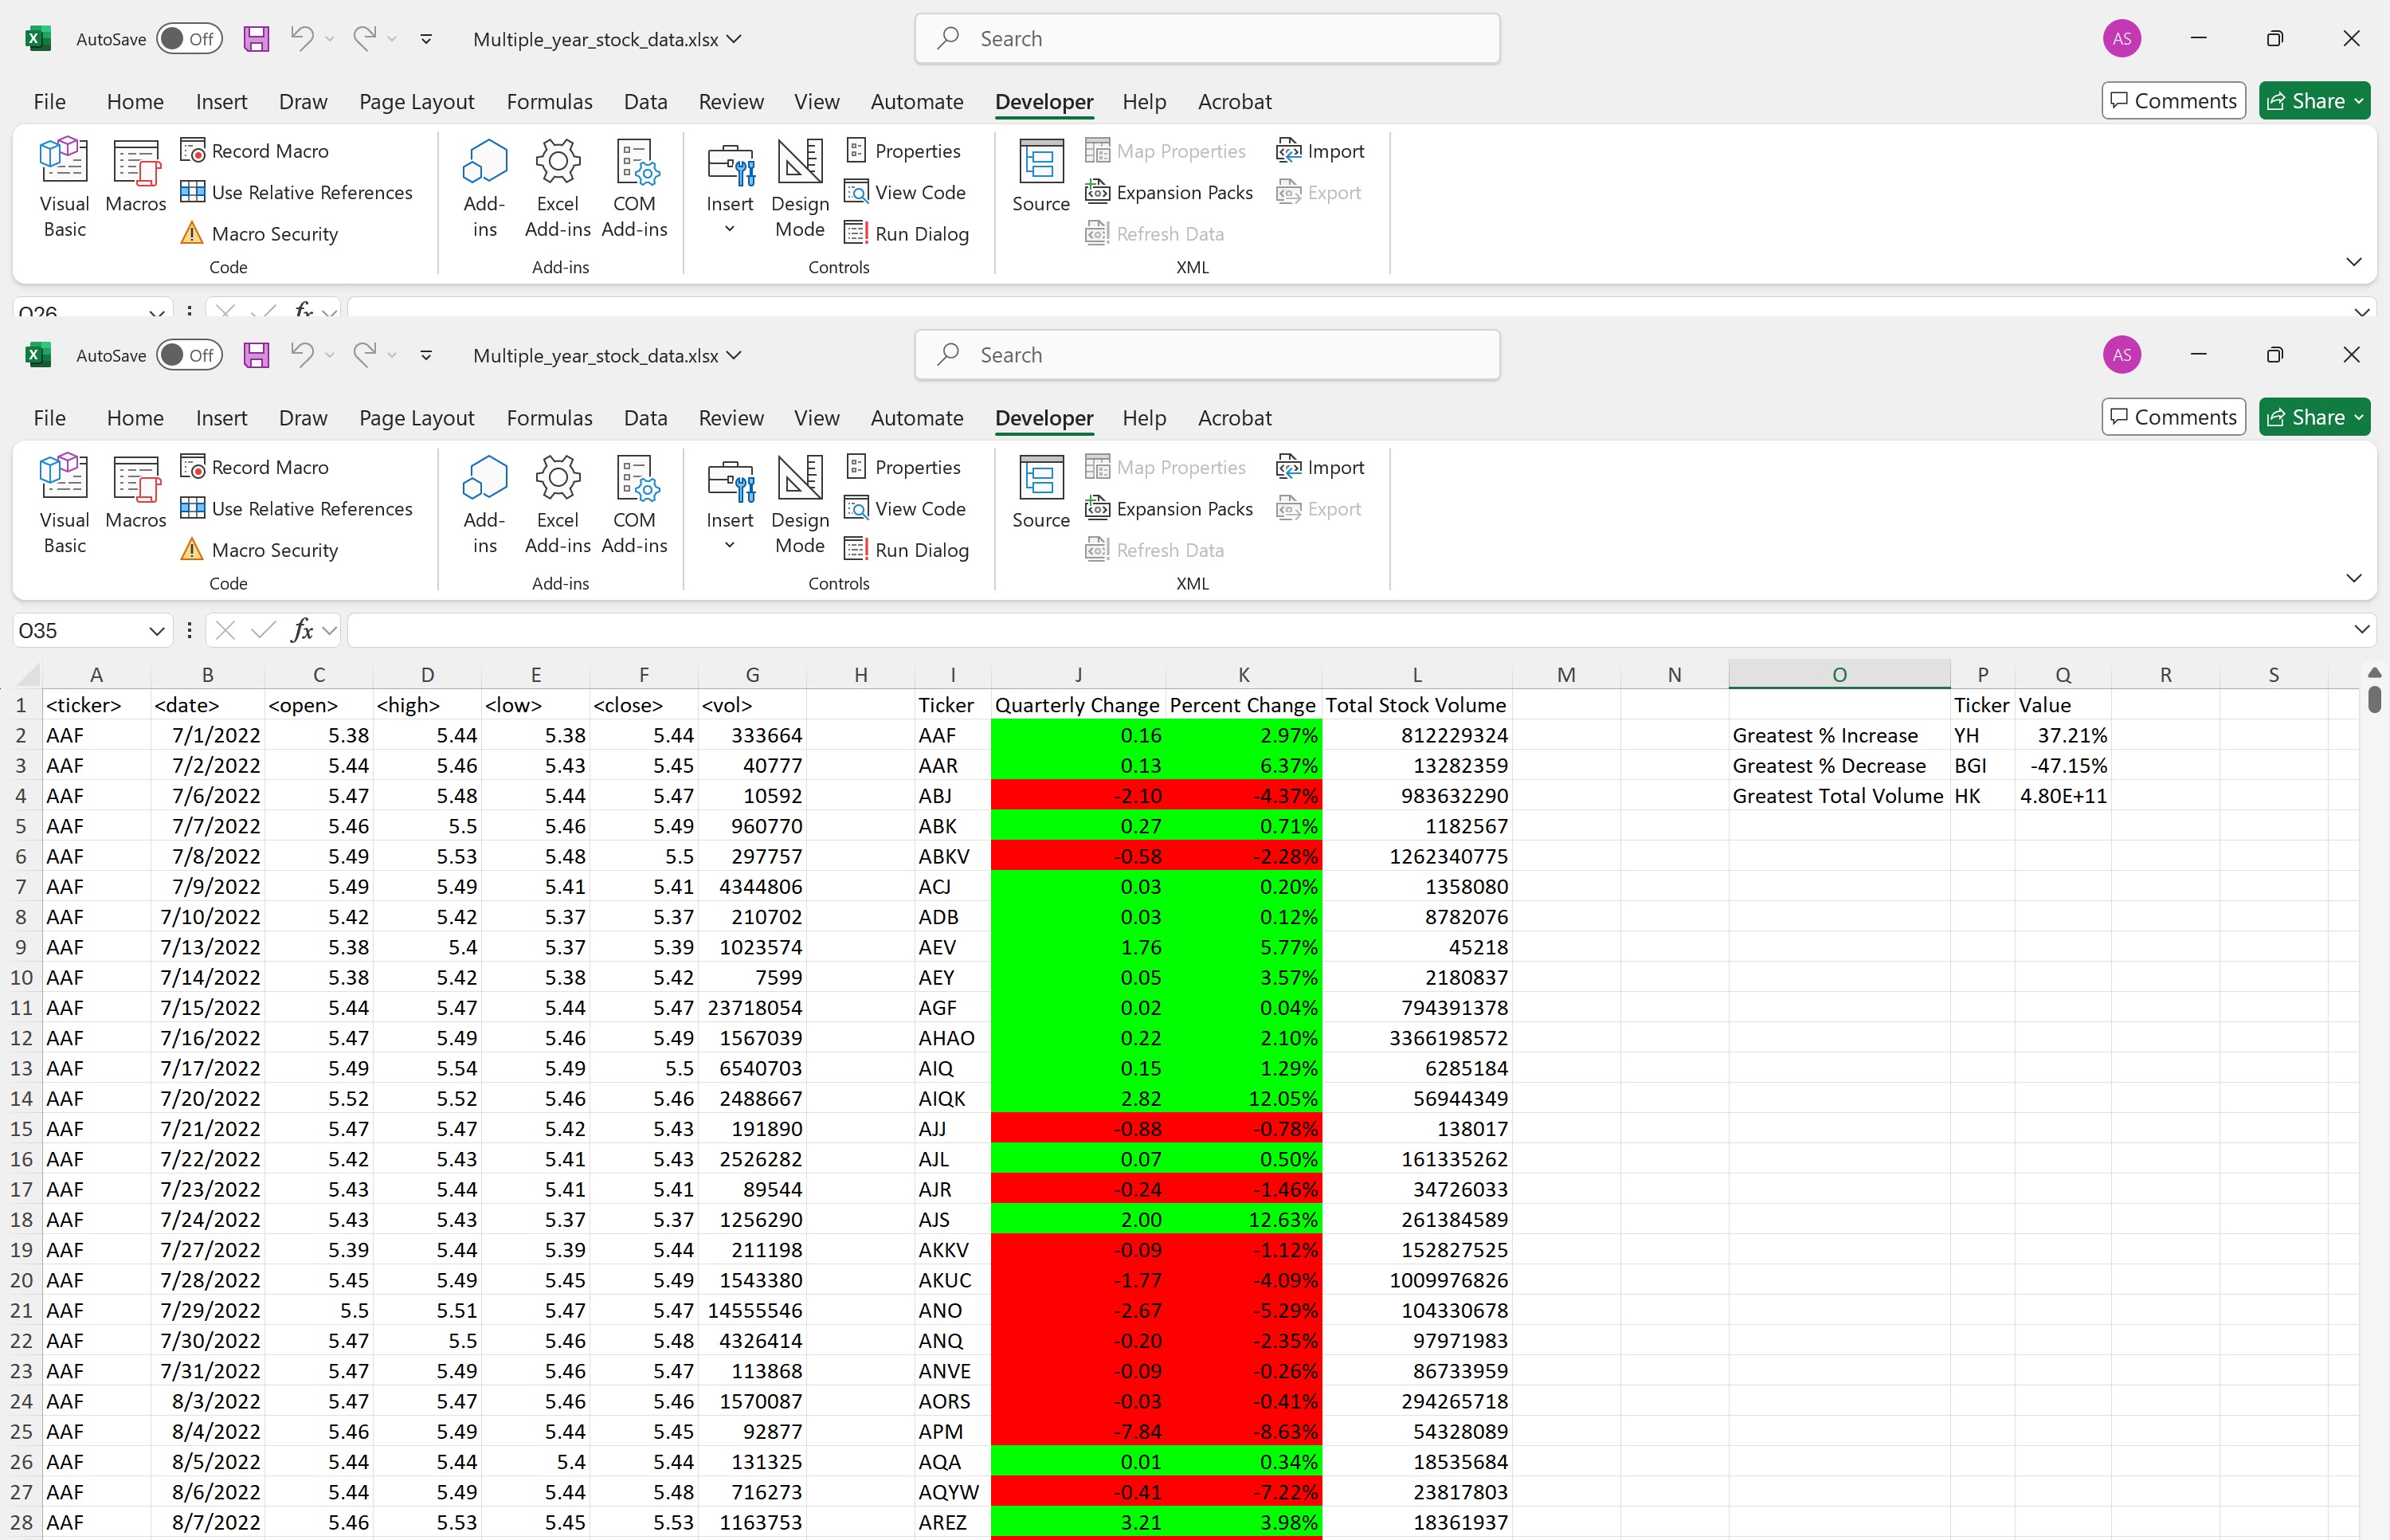 AutoSave Off Multiple_year_stock_data.xlsx Search AS
File Home Insert Draw Page Layout Formulas Data Review View Automate Developer Help Acrobat Comments Share
Visual Basic Macros Record Macro Add-ins Excel Add-ins COM Add-ins Insert Design Mode Properties Source Map Properties Import
Use Relative References View Code Expansion Packs Export
Macro Security Run Dialog Refresh Data
Code Add-ins Controls XML
O26 fx
AutoSave Off Multiple_year_stock_data.xlsx Search AS
File Home Insert Draw Page Layout Formulas Data Review View Automate Developer Help Acrobat Comments Share
Visual Basic Macros Record Macro Add-ins Excel Add-ins COM Add-ins Insert Design Mode Properties Source Map Properties Import
Use Relative References View Code Expansion Packs Export
Macro Security Run Dialog Refresh Data
Code Add-ins Controls XML
O35 fx
A B C D E F G H I J K L M N O P Q R S
1 <ticker> <date> <open> <high> <low> <close> <vol> Ticker Quarterly Change Percent Change Total Stock Volume Ticker Value
2 AAF 7/1/2022 5.38 5.44 5.38 5.44 333664 AAF 0.16 2.97% 812229324 Greatest % Increase YH 37.21%
3 AAF 7/2/2022 5.44 5.46 5.43 5.45 40777 AAR 0.13 6.37% 13282359 Greatest % Decrease BGI -47.15%
4 AAF 7/6/2022 5.47 5.48 5.44 5.47 10592 ABJ -2.10 -4.37% 983632290 Greatest Total Volume HK 4.80E+11
5 AAF 7/7/2022 5.46 5.5 5.46 5.49 960770 ABK 0.27 0.71% 1182567
6 AAF 7/8/2022 5.49 5.53 5.48 5.5 297757 ABKV -0.58 -2.28% 1262340775
7 AAF 7/9/2022 5.49 5.49 5.41 5.41 4344806 ACJ 0.03 0.20% 1358080
8 AAF 7/10/2022 5.42 5.42 5.37 5.37 210702 ADB 0.03 0.12% 8782076
9 AAF 7/13/2022 5.38 5.4 5.37 5.39 1023574 AEV 1.76 5.77% 45218
10 AAF 7/14/2022 5.38 5.42 5.38 5.42 7599 AEY 0.05 3.57% 2180837
11 AAF 7/15/2022 5.44 5.47 5.44 5.47 23718054 AGF 0.02 0.04% 794391378
12 AAF 7/16/2022 5.47 5.49 5.46 5.49 1567039 AHAO 0.22 2.10% 3366198572
13 AAF 7/17/2022 5.49 5.54 5.49 5.5 6540703 AIQ 0.15 1.29% 6285184
14 AAF 7/20/2022 5.52 5.52 5.46 5.46 2488667 AIQK 2.82 12.05% 56944349
15 AAF 7/21/2022 5.47 5.47 5.42 5.43 191890 AJJ -0.88 -0.78% 138017
16 AAF 7/22/2022 5.42 5.43 5.41 5.43 2526282 AJL 0.07 0.50% 161335262
17 AAF 7/23/2022 5.43 5.44 5.41 5.41 89544 AJR -0.24 -1.46% 34726033
18 AAF 7/24/2022 5.43 5.43 5.37 5.37 1256290 AJS 2.00 12.63% 261384589
19 AAF 7/27/2022 5.39 5.44 5.39 5.44 211198 AKKV -0.09 -1.12% 152827525
20 AAF 7/28/2022 5.45 5.49 5.45 5.49 1543380 AKUC -1.77 -4.09% 1009976826
21 AAF 7/29/2022 5.5 5.51 5.47 5.47 14555546 ANO -2.67 -5.29% 104330678
22 AAF 7/30/2022 5.47 5.5 5.46 5.48 4326414 ANQ -0.20 -2.35% 97971983
23 AAF 7/31/2022 5.47 5.49 5.46 5.47 113868 ANVE -0.09 -0.26% 86733959
24 AAF 8/3/2022 5.47 5.47 5.46 5.46 1570087 AORS -0.03 -0.41% 294265718
25 AAF 8/4/2022 5.46 5.49 5.44 5.45 92877 APM -7.84 -8.63% 54328089
26 AAF 8/5/2022 5.44 5.44 5.4 5.44 131325 AQA 0.01 0.34% 18535684
27 AAF 8/6/2022 5.44 5.49 5.44 5.48 716273 AQYW -0.41 -7.22% 23817803
28 AAF 8/7/2022 5.46 5.53 5.45 5.53 1163753 AREZ 3.21 3.98% 18361937